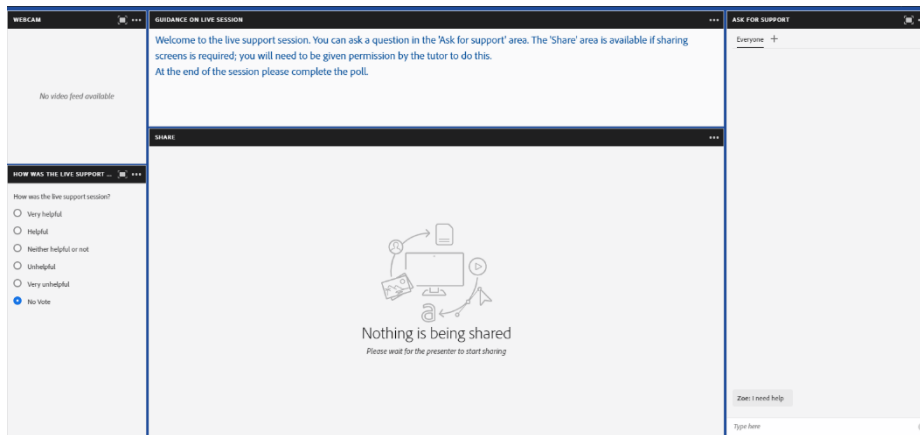 WEBCAM
No video feed available
HOW WAS THE LIVE SUPPORT ...
How was the live support session?
Very helpful
Helpful
Neither helpful or not
Unhelpful
Very unhelpful
No Vote
GUIDANCE ON LIVE SESSION
Welcome to the live support session. You can ask a question in the 'Ask for support' area. The 'Share' area is available if sharing
screens is required; you will need to be given permission by the tutor to do this.
At the end of the session please complete the poll.
SHARE
a
Nothing is being shared
Please wait for the presenter to start sharing
ASK FOR SUPPORT
Everyone
Zoe: I need help
Type here